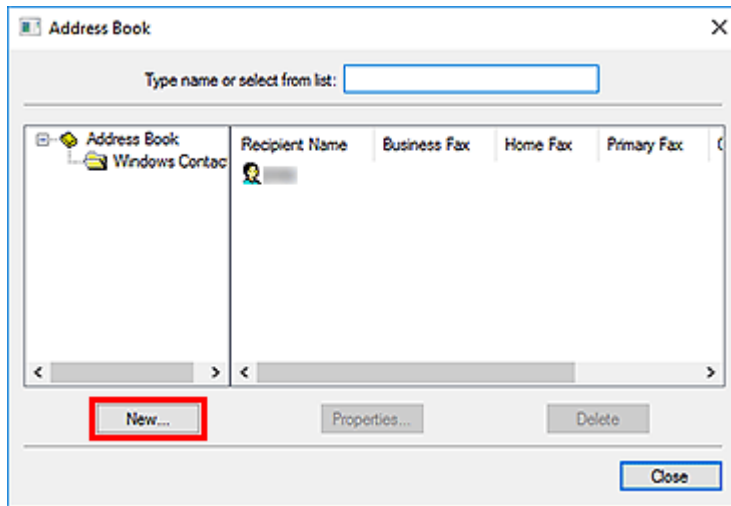 Address Book
Type name or select from list:
Address Book
Windows Contac
Recipient Name Business Fax Home Fax Primary Fax
New... Properties... Delete
Close